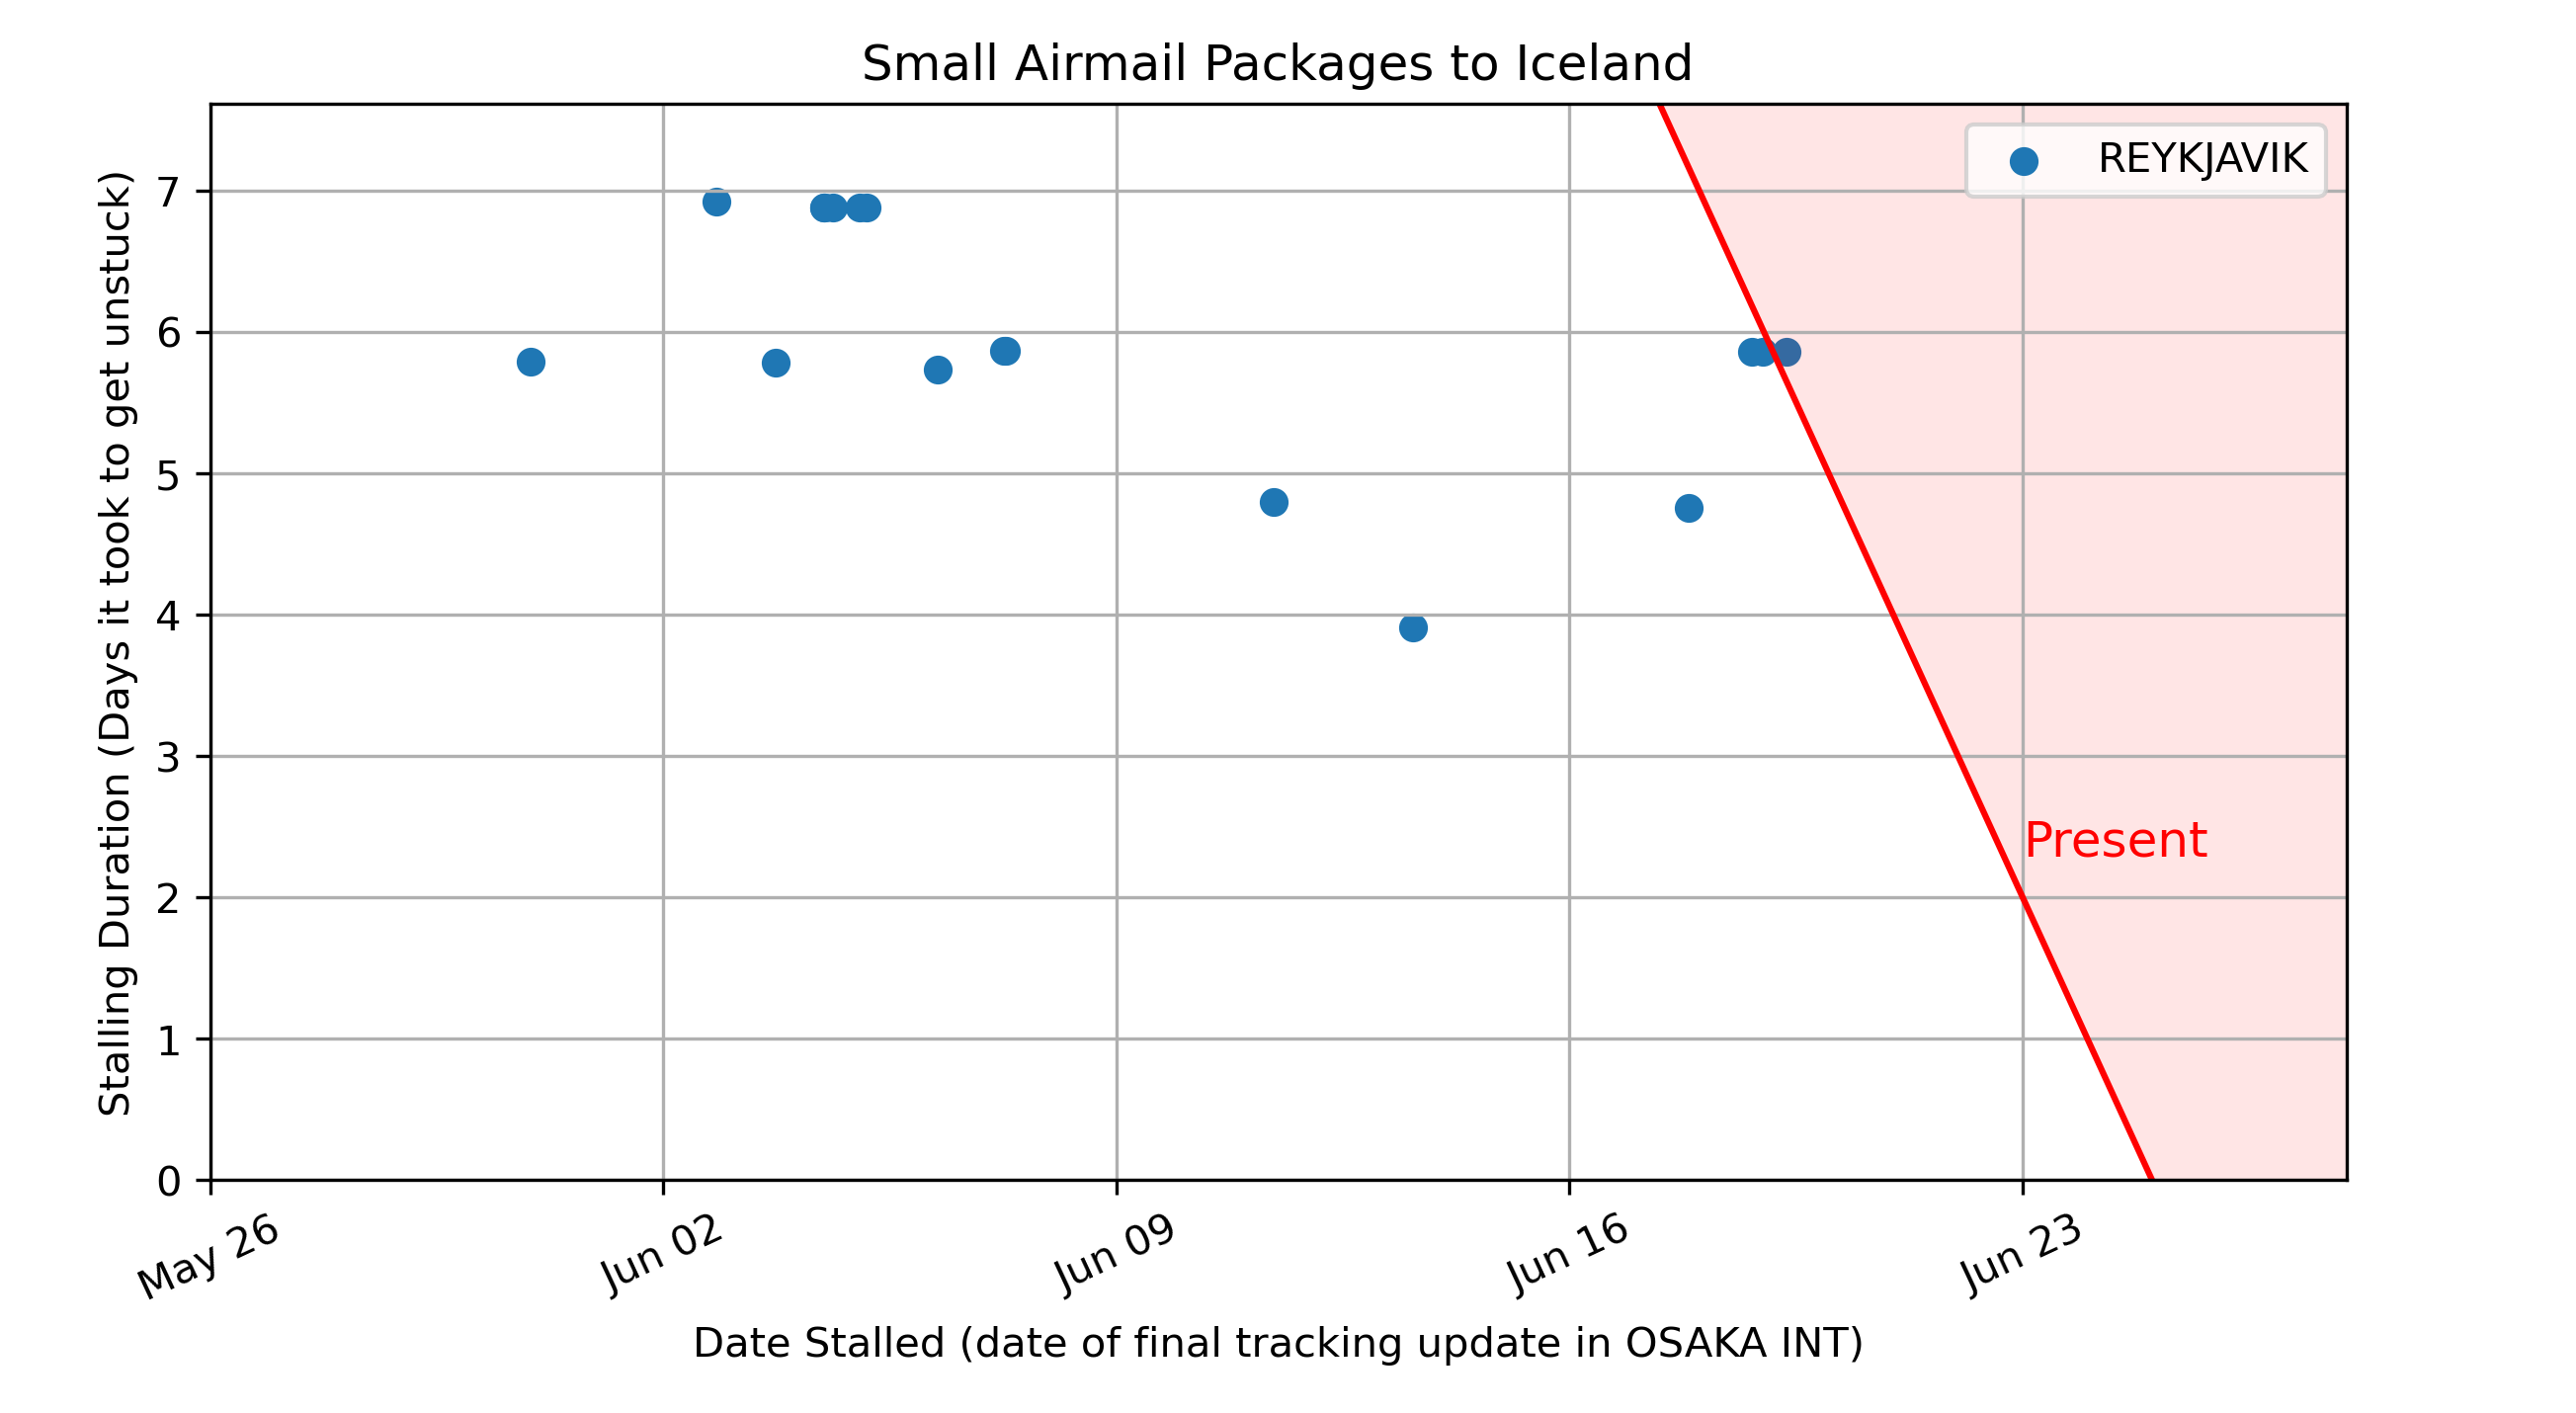 Small Airmail Packages to Iceland
REYKJAVIK
Stalling Duration (Days it took to get unstuck)
7
6
5
4
3
2
1
0
Present
May 26
Jun 02
Jun 09
Jun 16
Jun 23
Date Stalled (date of final tracking update in OSAKA INT)